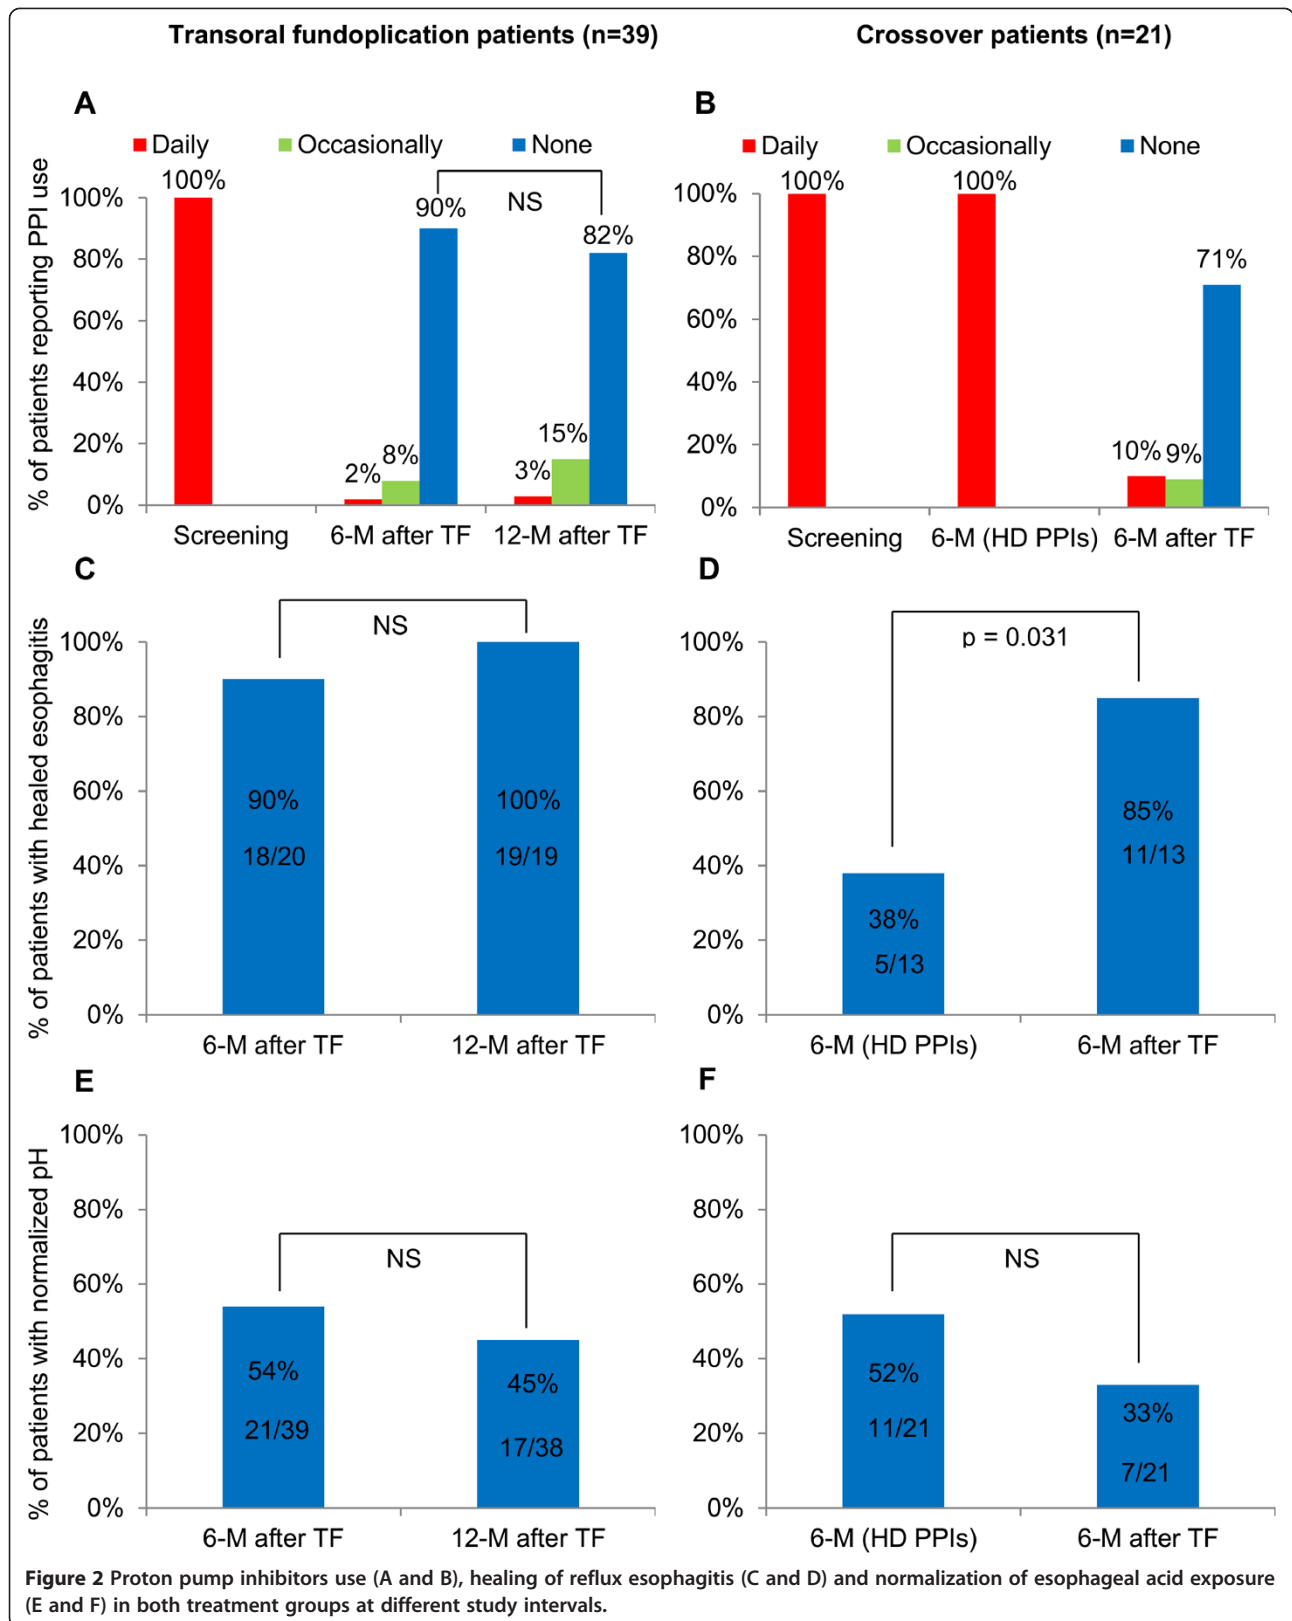 Transoral fundoplication patients (n=39)
Crossover patients (n=21)
A
Daily
Occasionally
None
% of patients reporting PPI use
100%
80%
60%
40%
20%
0%
100%
2%
8%
90%
3%
15%
82%
NS
Screening
6-M after TF
12-M after TF
B
Daily
Occasionally
None
100%
80%
60%
40%
20%
0%
100%
100%
10%
9%
71%
Screening
6-M (HD PPIs)
6-M after TF
C
% of patients with healed esophagitis
100%
80%
60%
40%
20%
0%
NS
90%
18/20
100%
19/19
6-M after TF
12-M after TF
D
100%
80%
60%
40%
20%
0%
p = 0.031
38%
5/13
85%
11/13
6-M (HD PPIs)
6-M after TF
E
% of patients with normalized pH
100%
80%
60%
40%
20%
0%
NS
54%
21/39
45%
17/38
6-M after TF
12-M after TF
F
100%
80%
60%
40%
20%
0%
NS
52%
11/21
33%
7/21
6-M (HD PPIs)
6-M after TF
Figure 2 Proton pump inhibitors use (A and B), healing of reflux esophagitis (C and D) and normalization of esophageal acid exposure
(E and F) in both treatment groups at different study intervals.